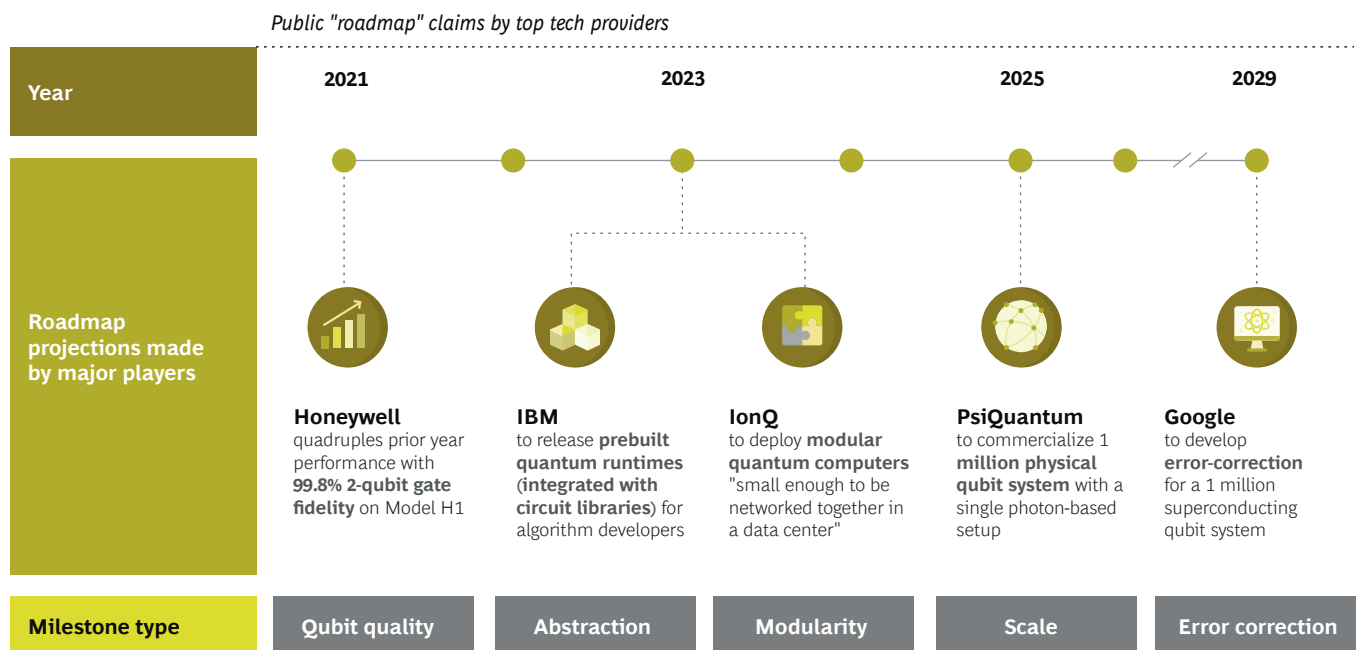 Public "roadmap" claims by top tech providers
Year
2021
2023
2025
2029
Roadmap
projections made
by major players
Honeywell
quadruples prior year
performance with
99.8% 2-qubit gate
fidelity on Model H1
IBM
to release prebuilt
quantum runtimes
(integrated with
circuit libraries) for
algorithm developers
IonQ
to deploy modular
quantum computers
"small enough to be
networked together in
a data center"
PsiQuantum
to commercialize 1
million physical
qubit system with a
single photon-based
setup
Google
to develop
error-correction
for a 1 million
superconducting
qubit system
Milestone type
Qubit quality
Abstraction
Modularity
Scale
Error correction